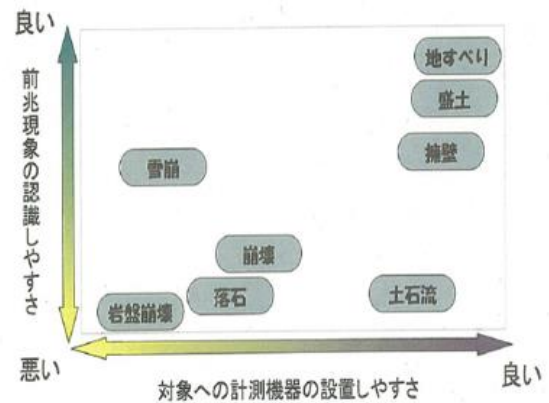 良い
前兆現象の認識しやすさ
地すべり
盛土
擁壁
雪崩
崩壊
落石
土石流
岩盤崩壊
悪い
良い
対象への計測機器の設置しやすさ